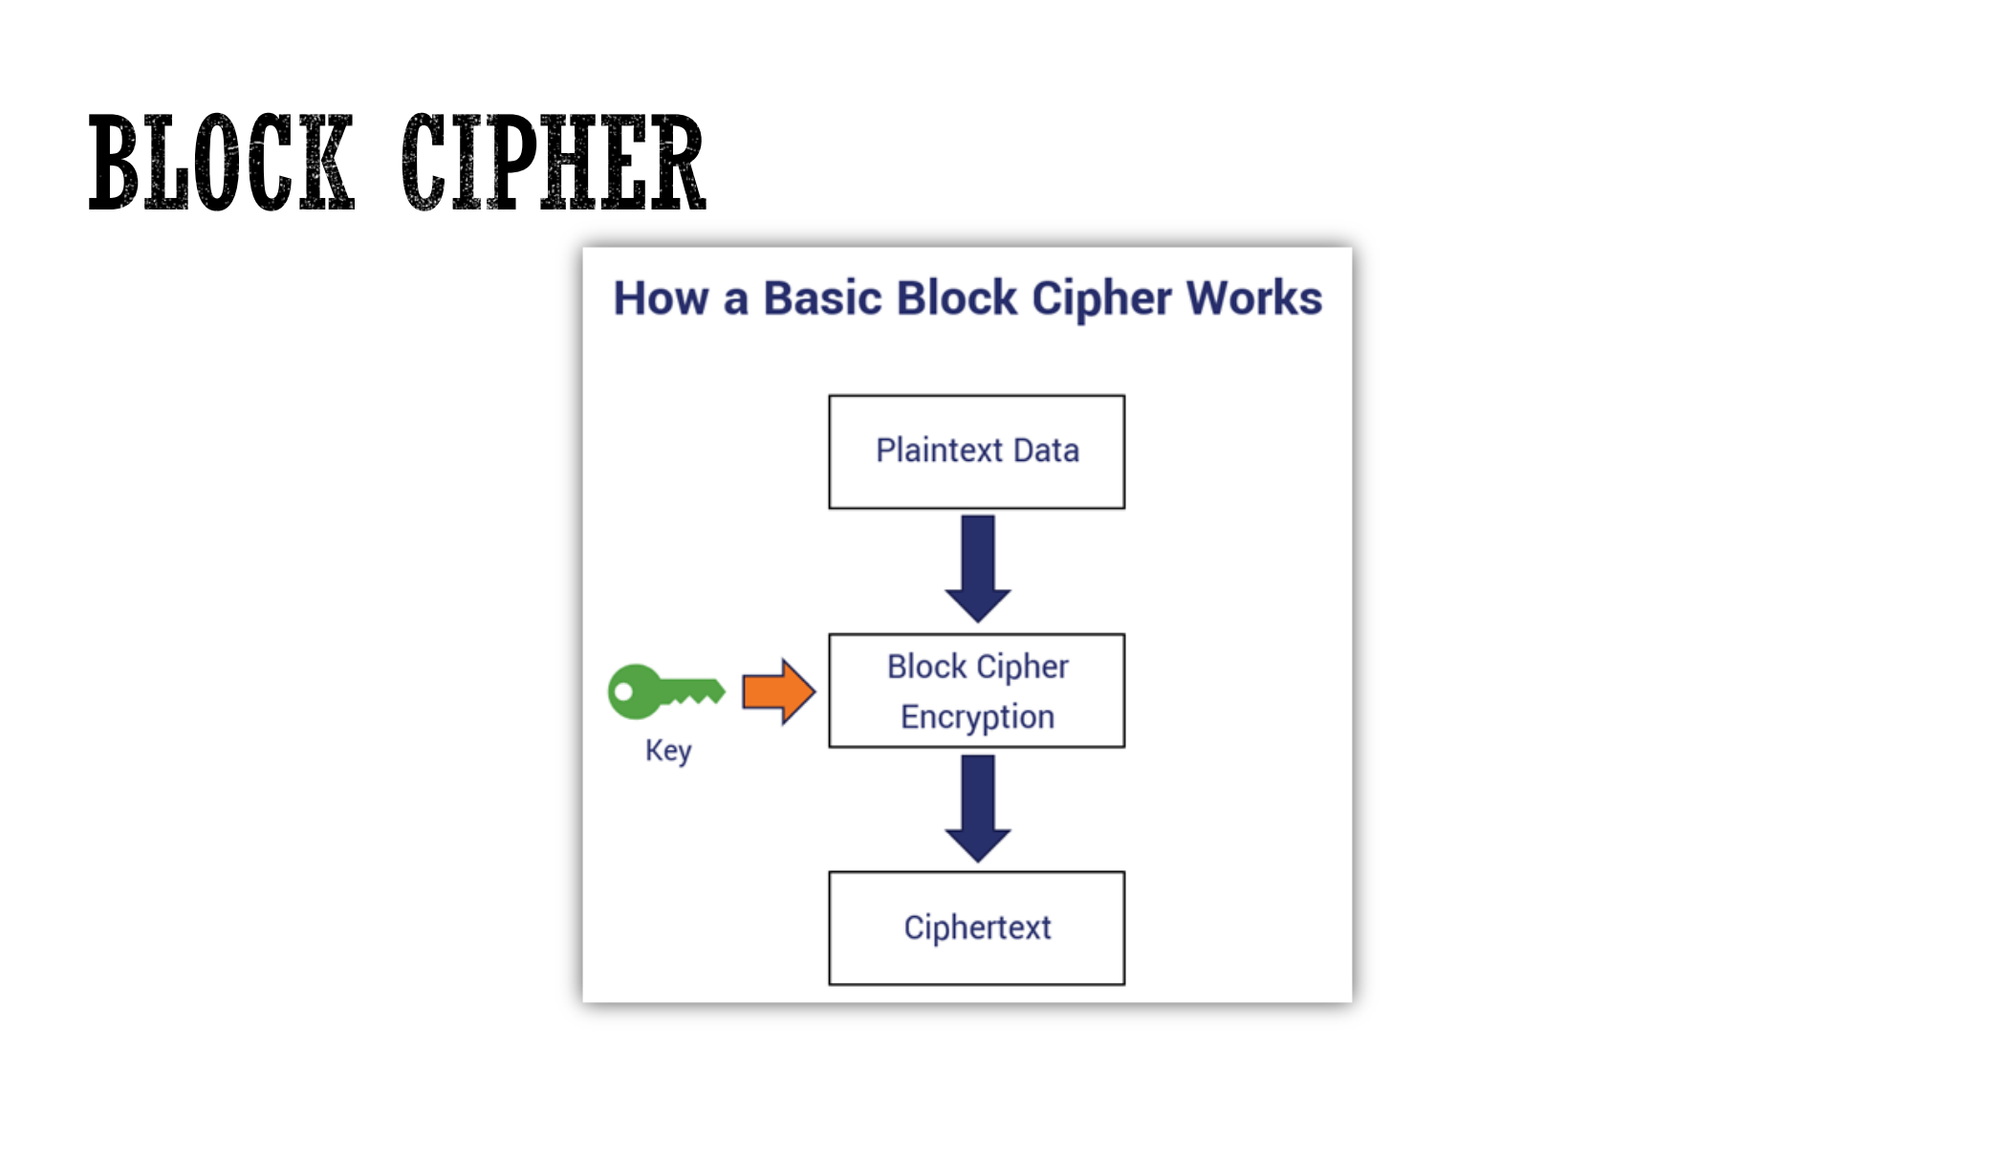 BLOCK CIPHER
How a Basic Block Cipher Works
Plaintext Data
Block Cipher
Encryption
Key
Ciphertext